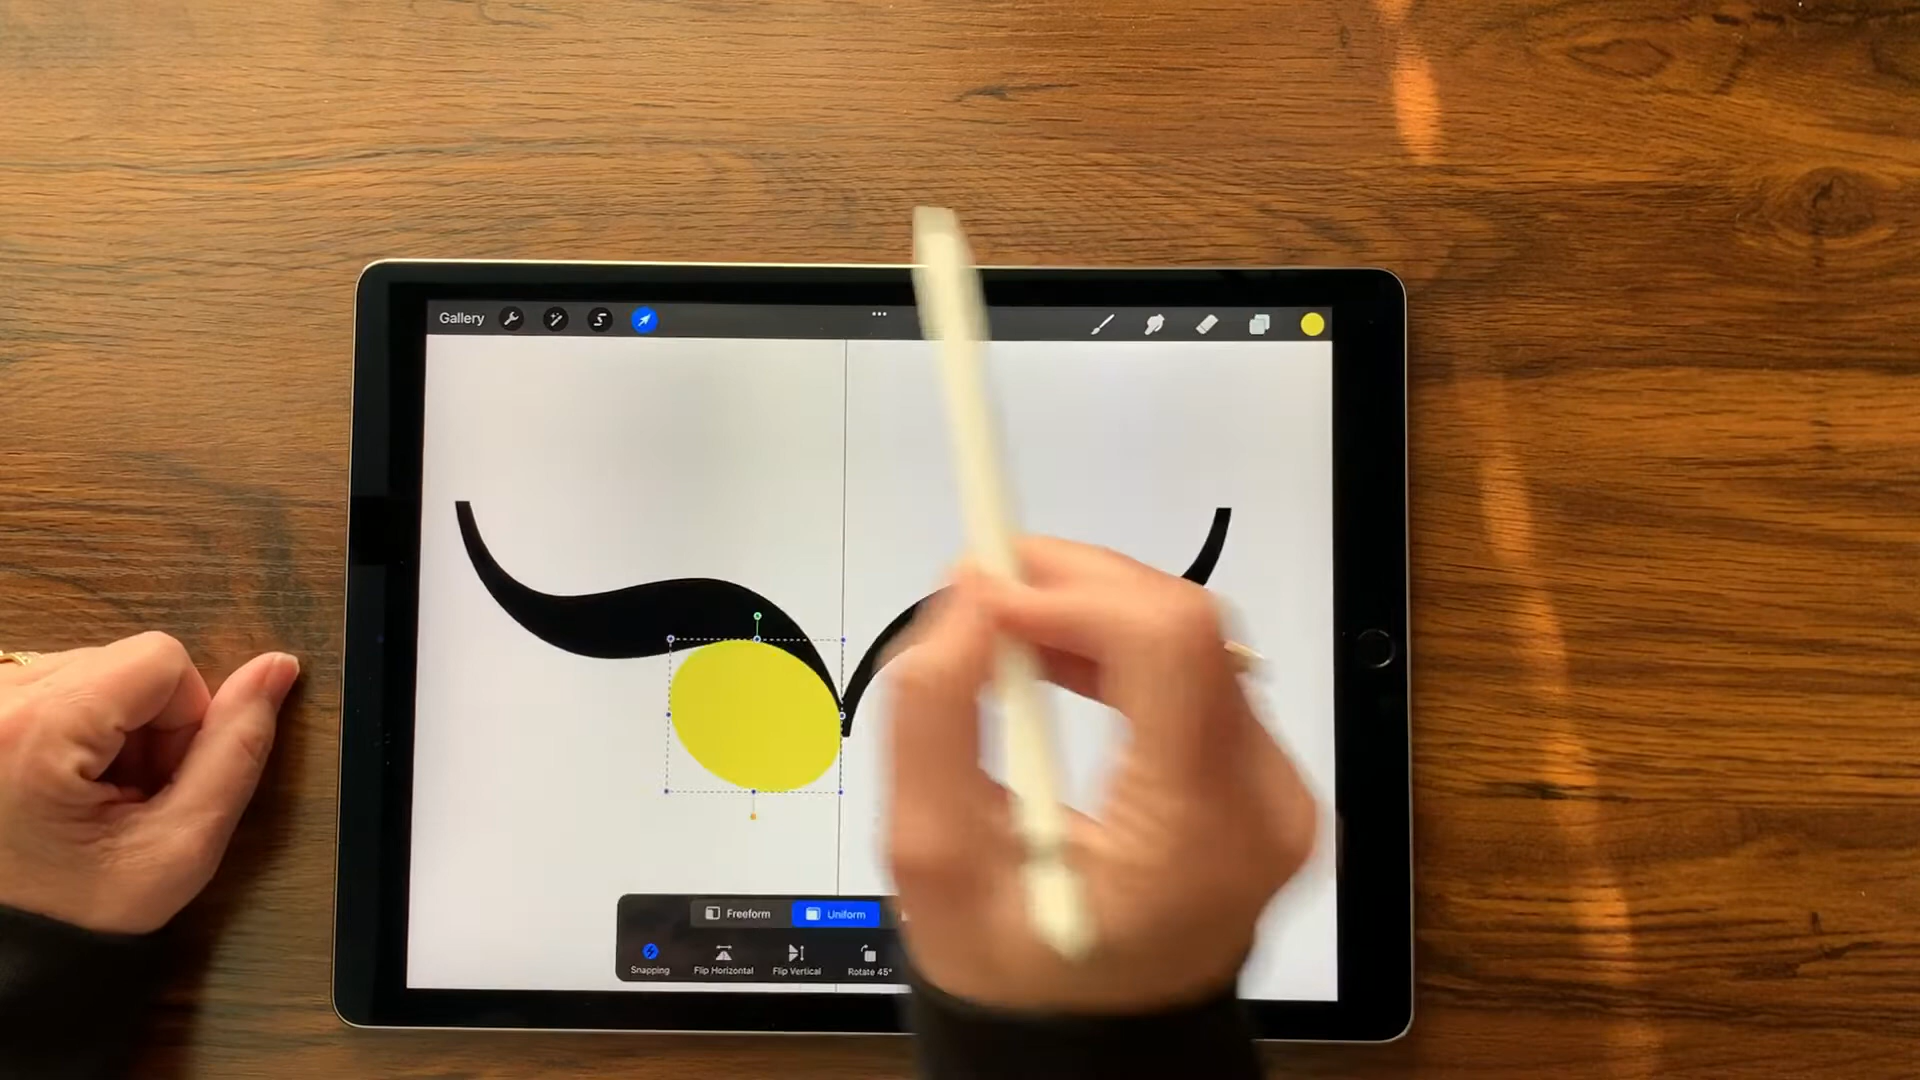 Gallery
Freeform Uniform
Snapping Flip Horizontal Flip Vertical Rotate 45°